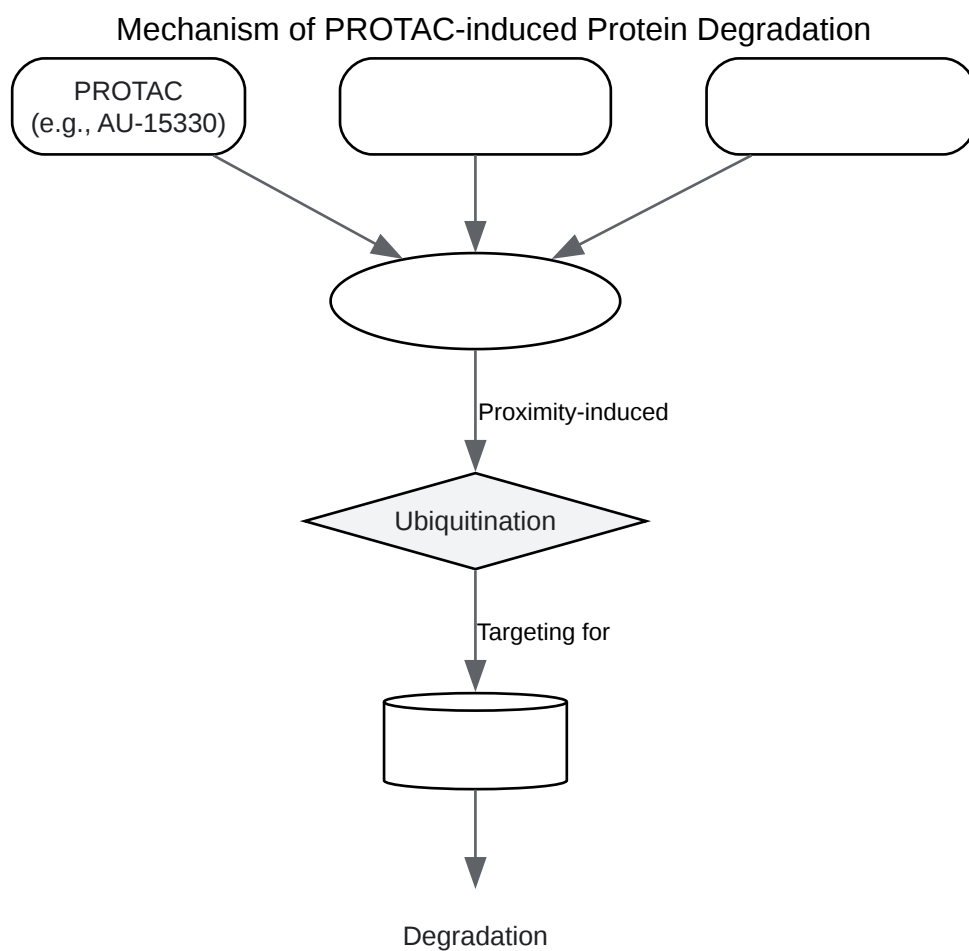 Mechanism of PROTAC-induced Protein Degradation
PROTAC
(e.g., AU-15330)
Proximity-induced
Ubiquitination
Targeting for
Degradation